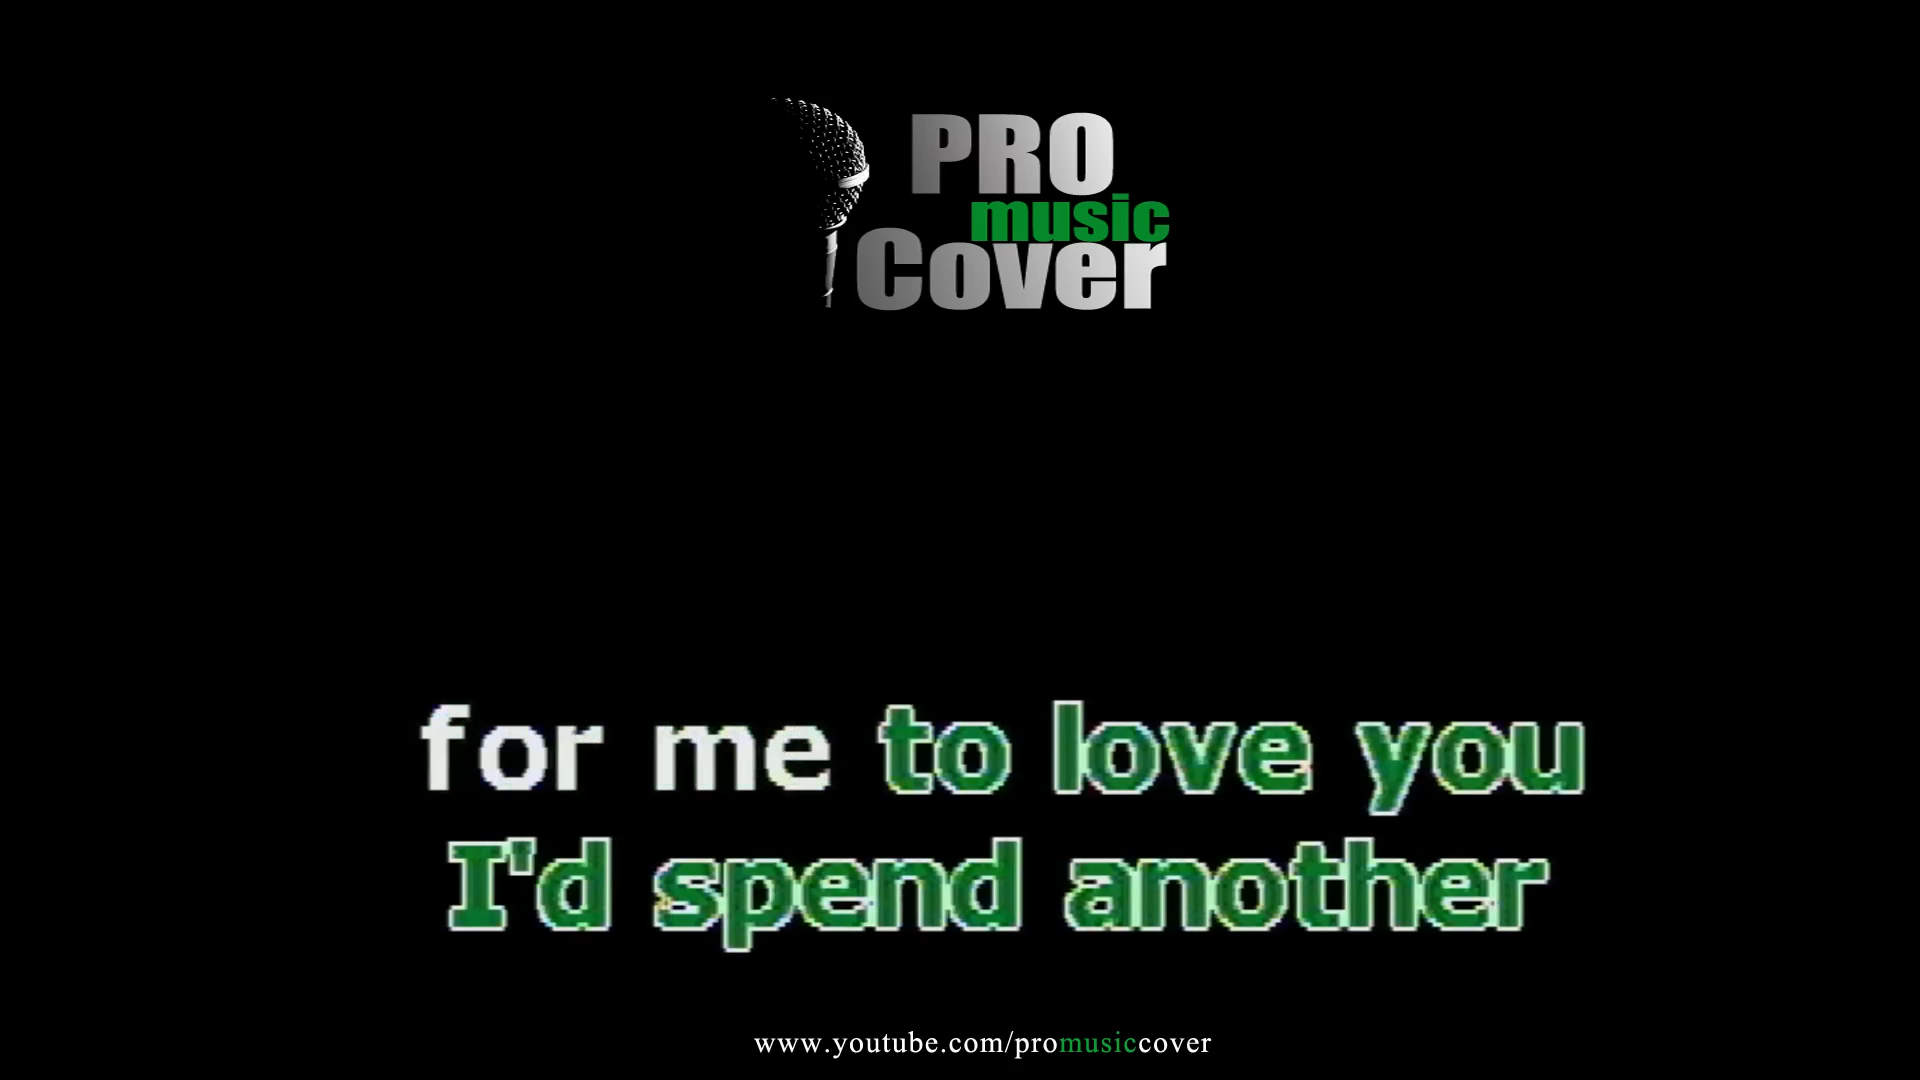 PRO
music
Cover
for me to love you
I'd spend another
www.youtube.com/promusiccover